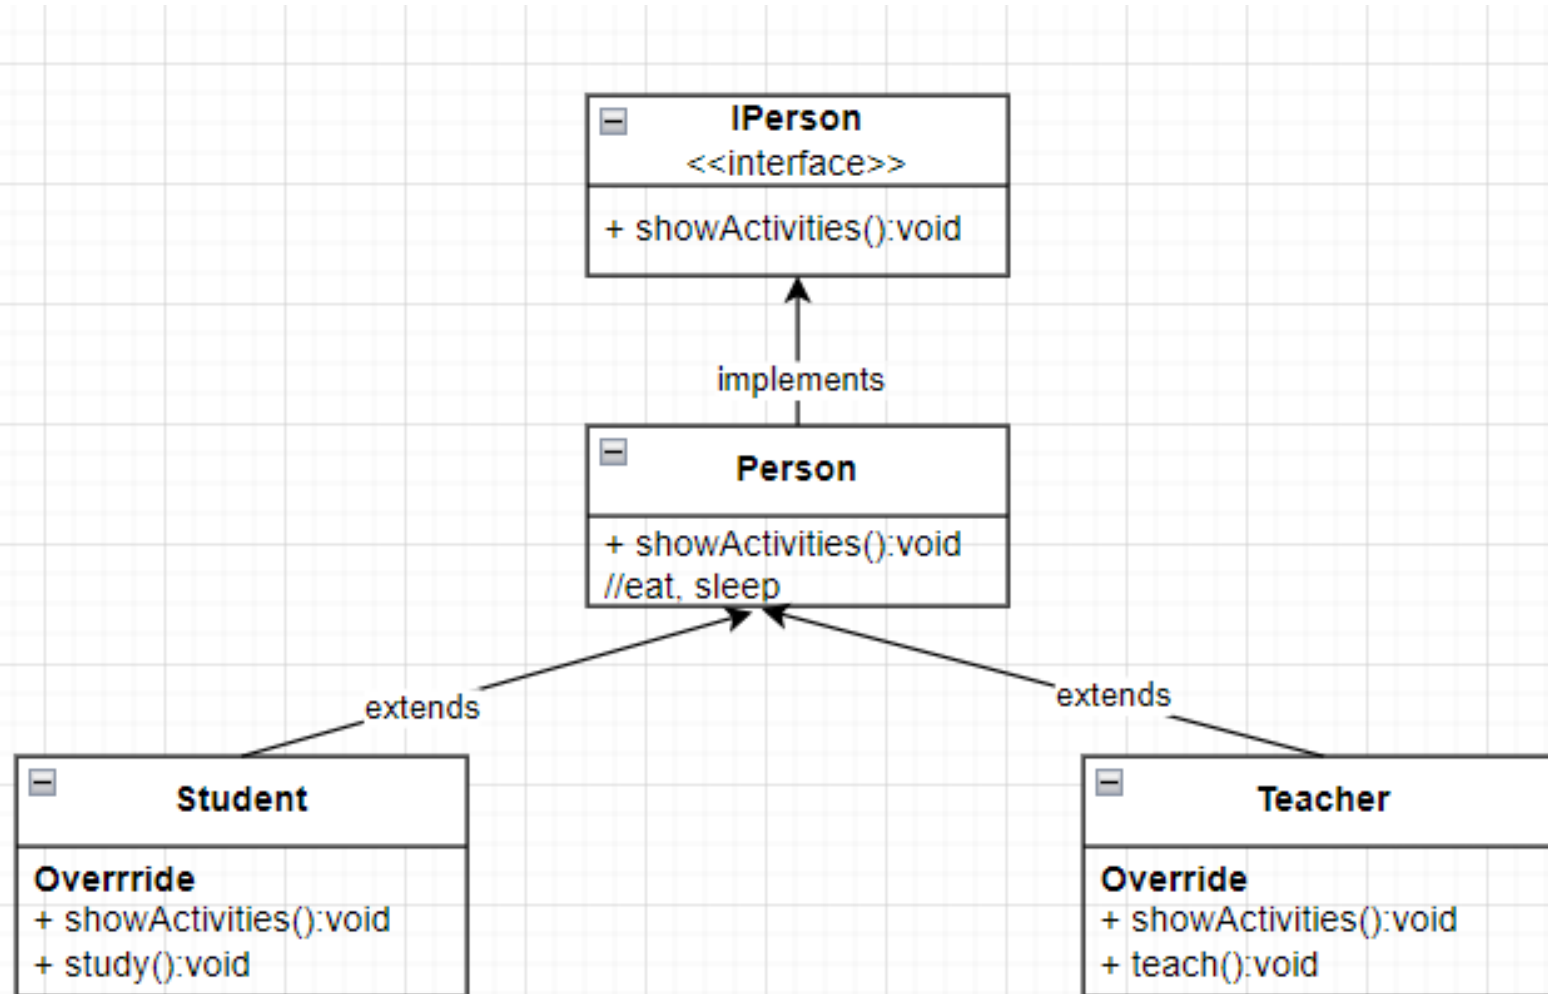 IPerson
<<interface>>
+ showActivities():void
implements
Person
+ showActivities():void
//eat, sleep
extends
extends
Student
Overrride
+ showActivities():void
+ study():void
Teacher
Override
+ showActivities():void
+ teach():void